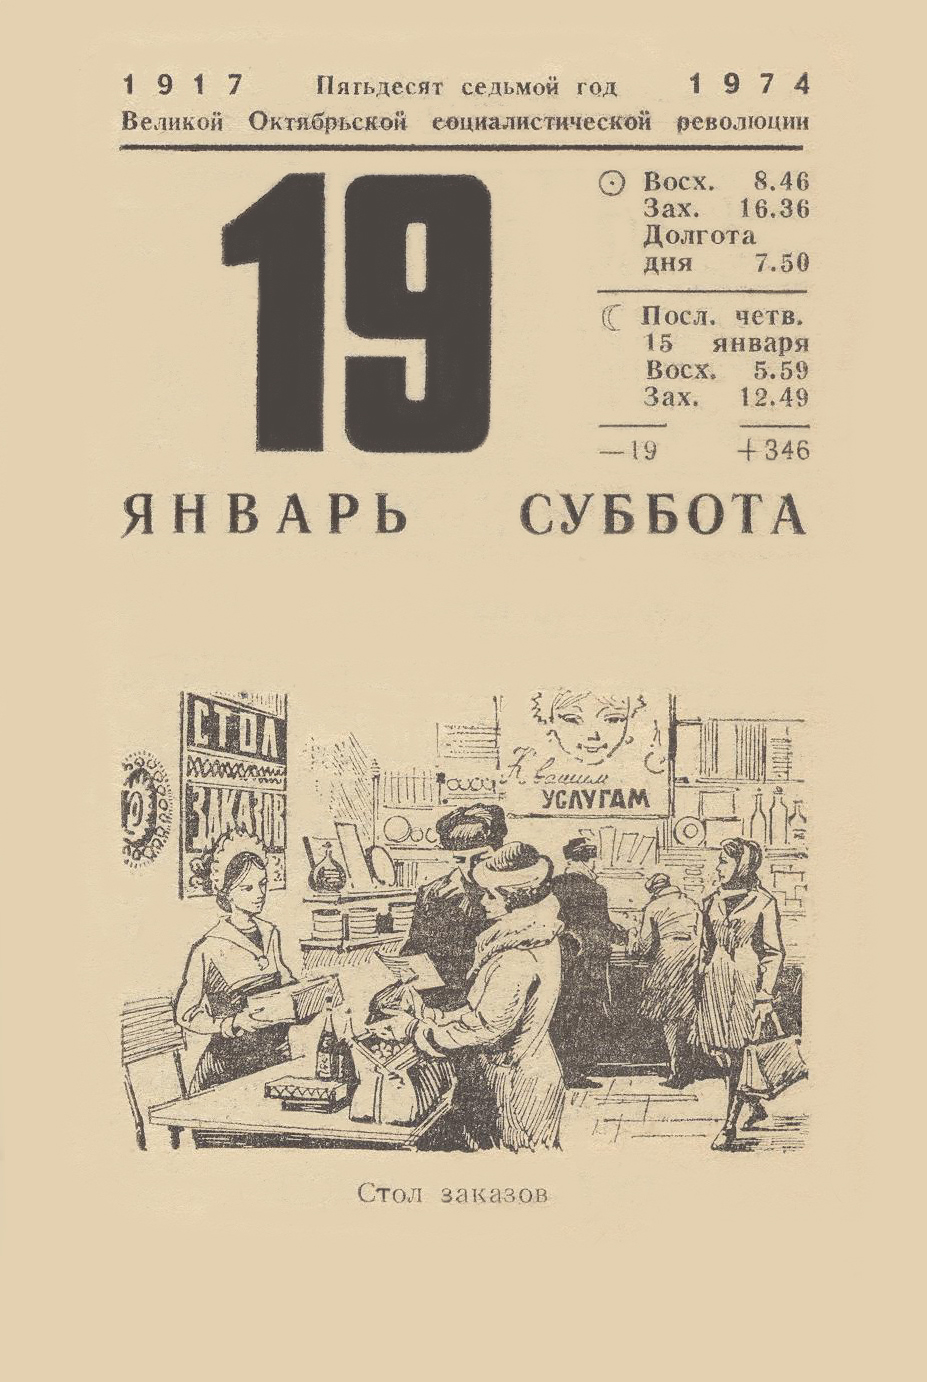 1917 Пятьдесят седьмой год 1974
Великой Октябрьской социалистической революции
19
Восх. 8.46
Зах. 16.36
Долгота
дня 7.50
Посл. четв.
15 января
Восх. 5.59
Зах. 12.49
—19 +346
ЯНВАРЬ СУББОТА
СТОЛ
ЗАКАЗОВ
К вашим
УСЛУГАМ
Стол заказов